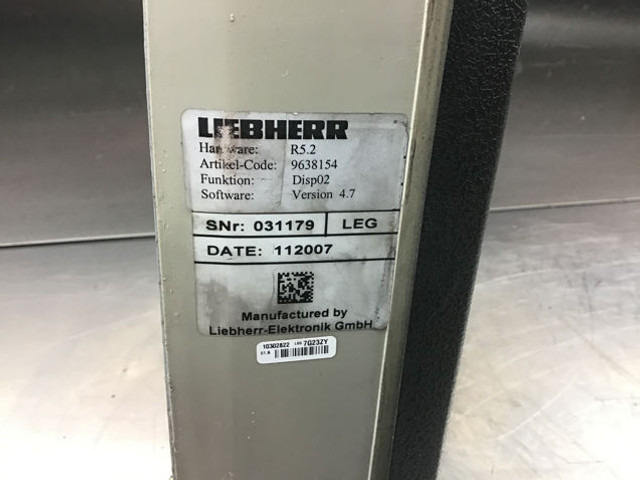 LIEBHERR
Hardware: R5.2
Artikel-Code: 9638154
Funktion: Disp02
Software: Version 4.7
SNr: 031179 LEG
DATE: 112007
Manufactured by
Liebherr-Elektronik GmbH
10302822 7G23ZY